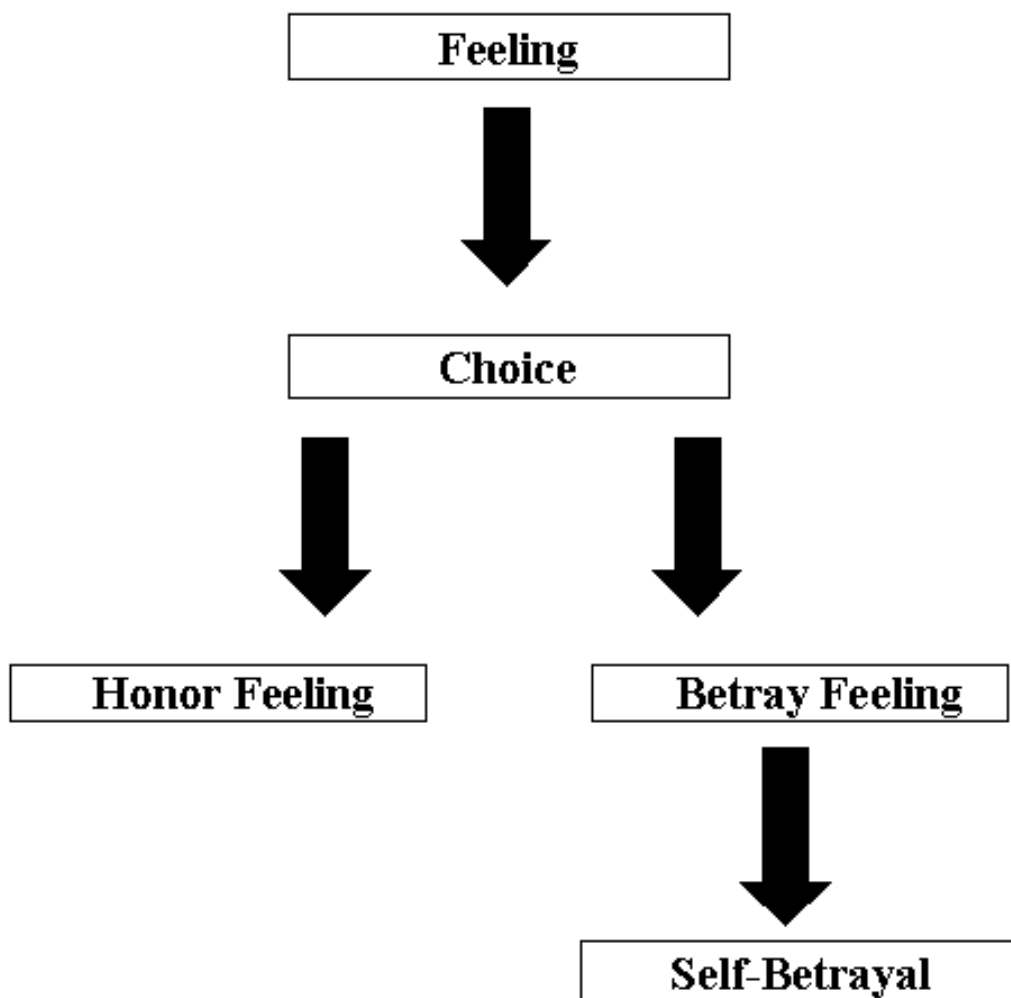 Feeling
Choice
Honor Feeling
Betray Feeling
Self-Betrayal